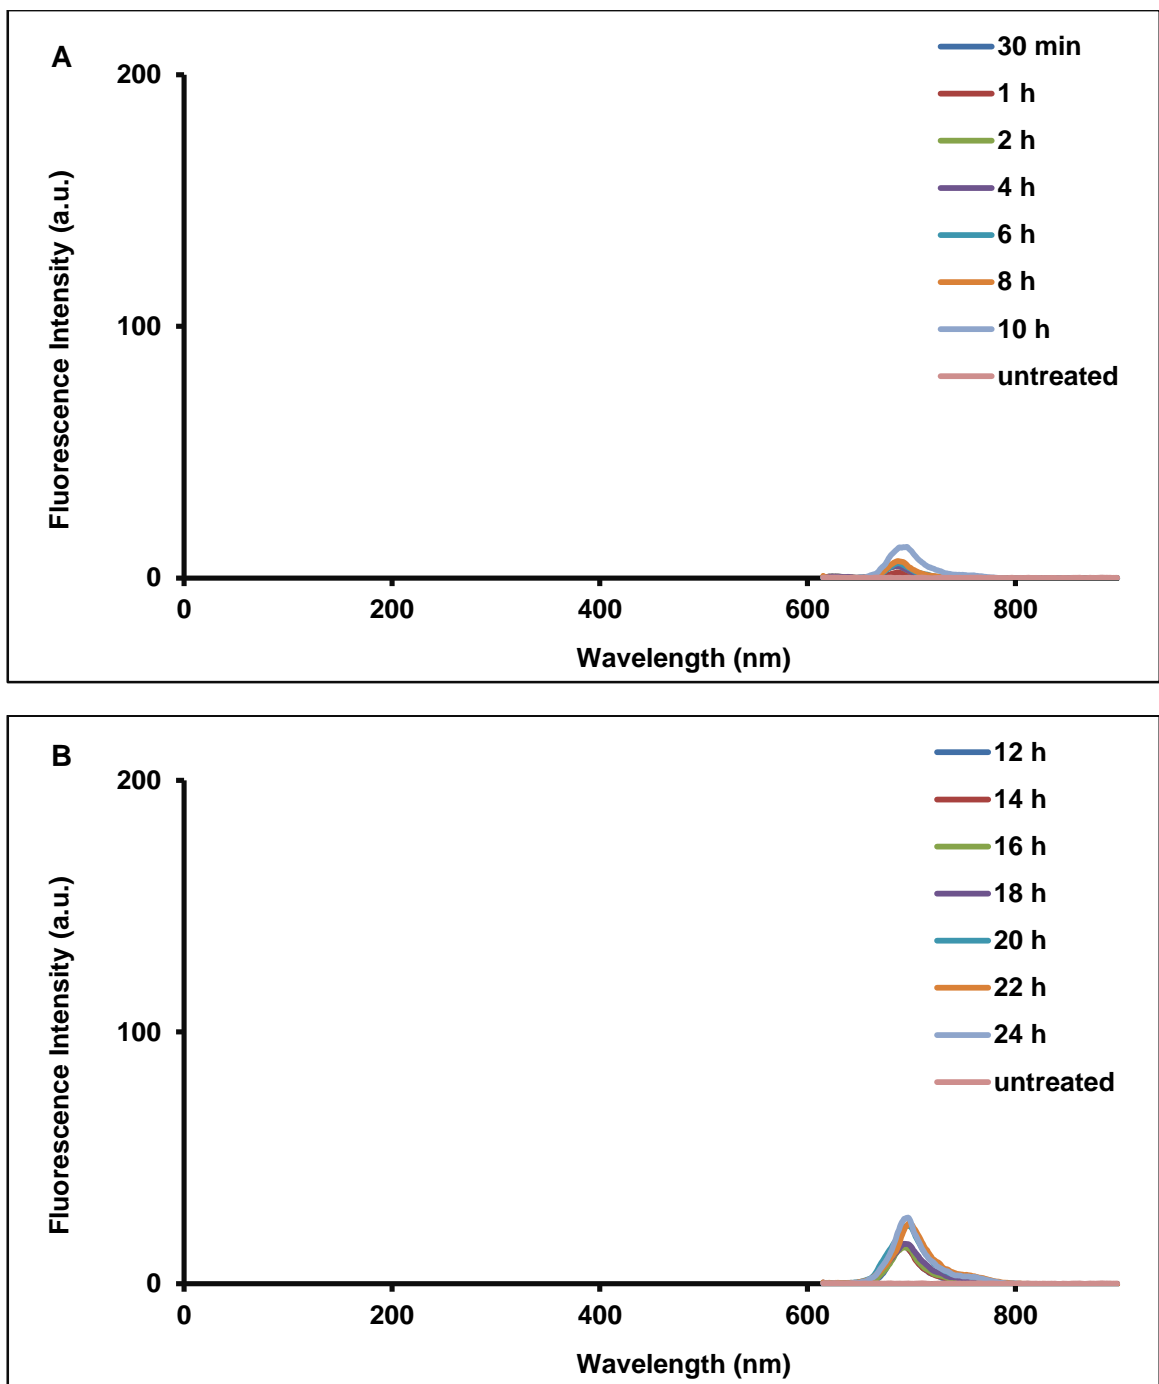 A
200
100
0
Fluorescence Intensity (a.u.)
30 min
1 h
2 h
4 h
6 h
8 h
10 h
untreated
0 200 400 600 800
Wavelength (nm)
B
200
100
0
Fluorescence Intensity (a.u.)
12 h
14 h
16 h
18 h
20 h
22 h
24 h
untreated
0 200 400 600 800
Wavelength (nm)